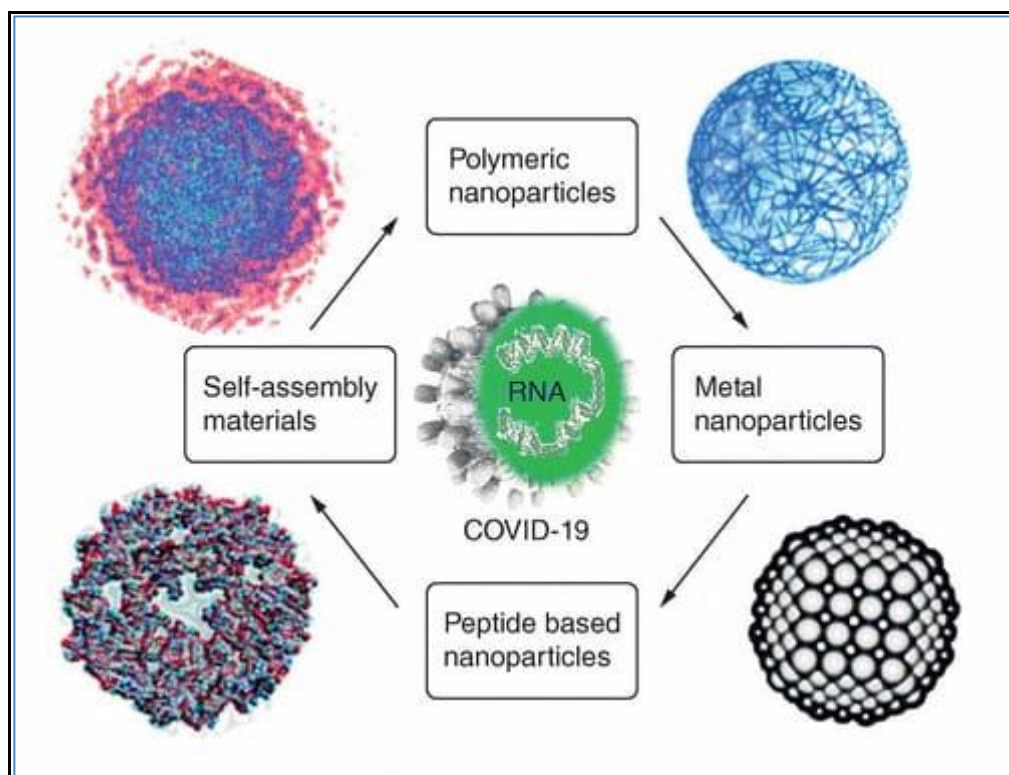 Polymeric
nanoparticles
Self-assembly
materials
RNA
Metal
nanoparticles
COVID-19
Peptide based
nanoparticles